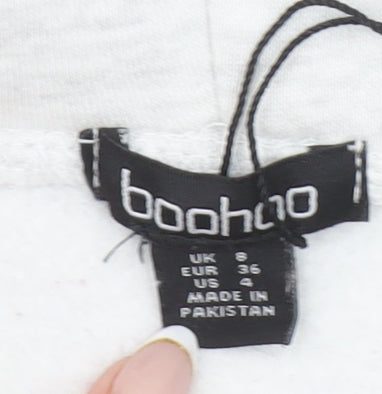 boohoo
UK 8
EUR 36
US 4
MADE IN
PAKISTAN